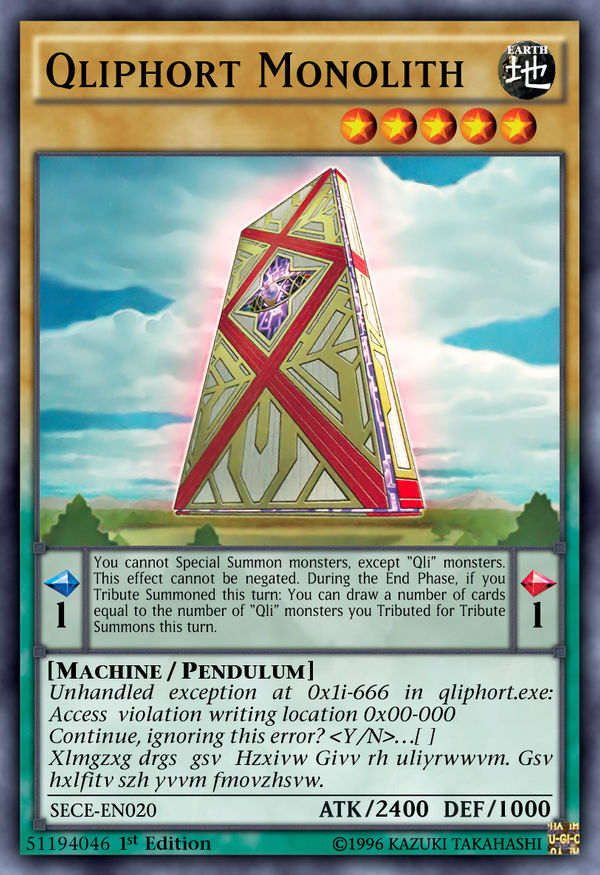 Qliphort Monolith
EARTH
地
You cannot Special Summon monsters, except "Qli" monsters.
This effect cannot be negated. During the End Phase, if you
Tribute Summoned this turn: You can draw a number of cards
equal to the number of "Qli" monsters you Tributed for Tribute
Summons this turn.
1
1
[Machine / Pendulum]
Unhandled exception at 0x1i-666 in qliphort.exe:
Access violation writing location 0x00-000
Continue, ignoring this error? <Y/N>...[ ]
Xlmgzxg drgs gsv Hzxivw Givv rh uliyrwwvm. Gsv
hxlfitv szh yvvm fmovzhsvw.
SECE-EN020
ATK/2400 DEF/1000
51194046 1st Edition
©1996 KAZUKI TAKAHASHI